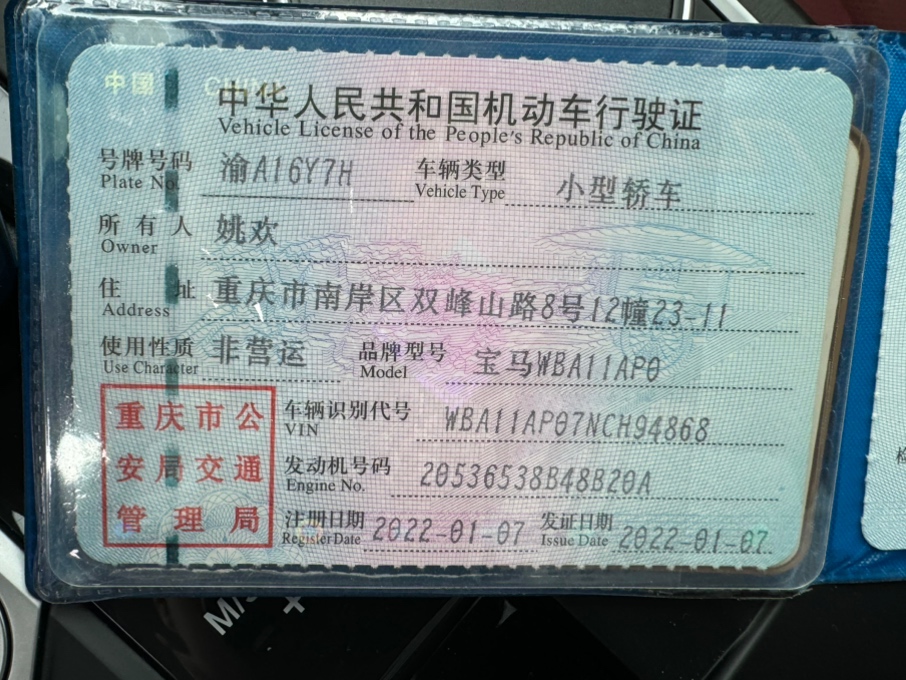 中国 CHINA
中华人民共和国机动车行驶证
Vehicle License of the People's Republic of China
号牌号码 渝A16Y7H 车辆类型 小型轿车
Plate No. Vehicle Type
所有人 姚欢
Owner
住址 重庆市南岸区双峰山路8号12幢23-11
Address
使用性质 非营运 品牌型号 宝马WBA11AP0
Use Character Model
重庆市公
安局交通
管理局
车辆识别代号 WBA11AP07NCH94868
VIN
发动机号码 20536538B48B20A
Engine No.
注册日期 2022-01-07 发证日期 2022-01-07
Register Date Issue Date